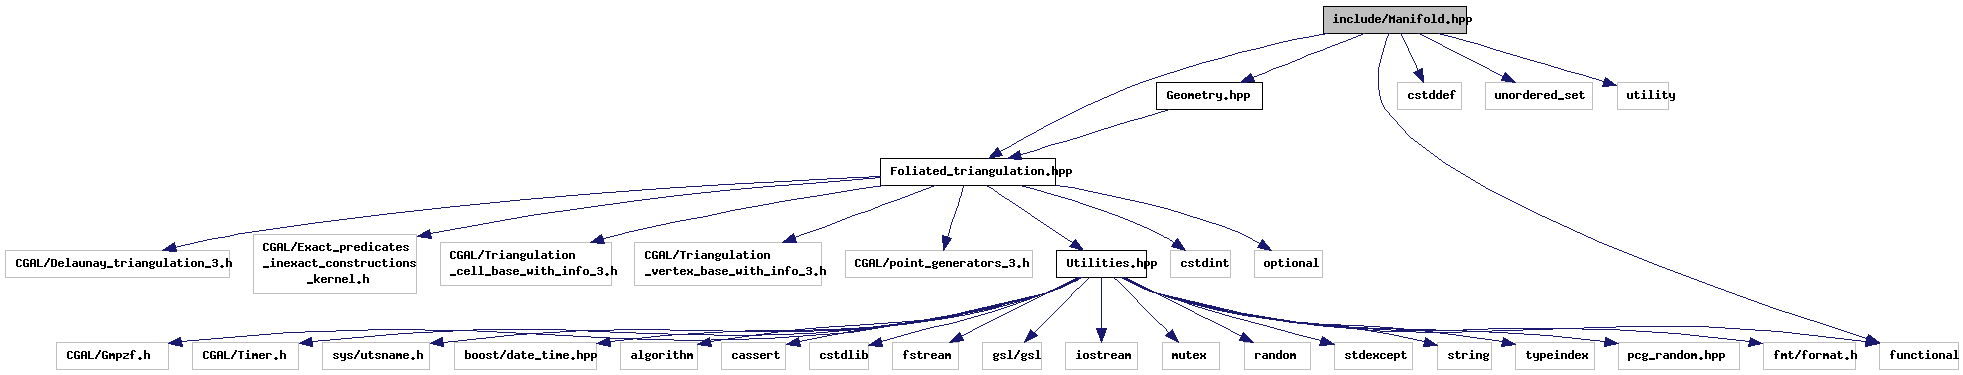 include/Manifold.hpp
Geometry.hpp
cstddef
unordered_set
utility
Foliated_triangulation.hpp
CGAL/Delaunay_triangulation_3.h
CGAL/Exact_predicates
_inexact_constructions
_kernel.h
CGAL/Triangulation
_cell_base_with_info_3.h
CGAL/Triangulation
_vertex_base_with_info_3.h
CGAL/point_generators_3.h
Utilities.hpp
cstdint
optional
CGAL/Gmpzf.h
CGAL/Timer.h
sys/utsname.h
boost/date_time.hpp
algorithm
cassert
cstdlib
fstream
gsl/gsl
iostream
mutex
random
stdexcept
string
typeindex
pcg_random.hpp
fmt/format.h
functional